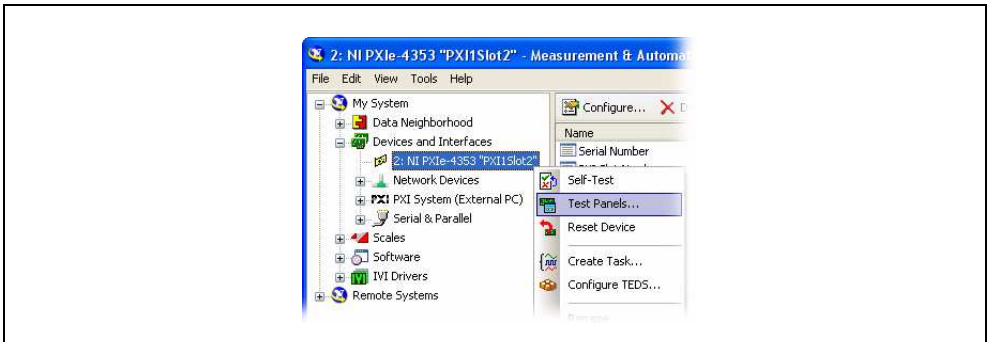 2: NI PXIe-4353 "PXI1Slot2" - Measurement & Automa
File Edit View Tools Help
My System
Data Neighborhood
Devices and Interfaces
2: NI PXIe-4353 "PXI1Slot2"
Network Devices
PXI PXI System (External PC)
Serial & Parallel
Scales
Software
IVI Drivers
Remote Systems
Configure...
Name
Serial Number
Self-Test
Test Panels...
Reset Device
Create Task...
Configure TEDS...